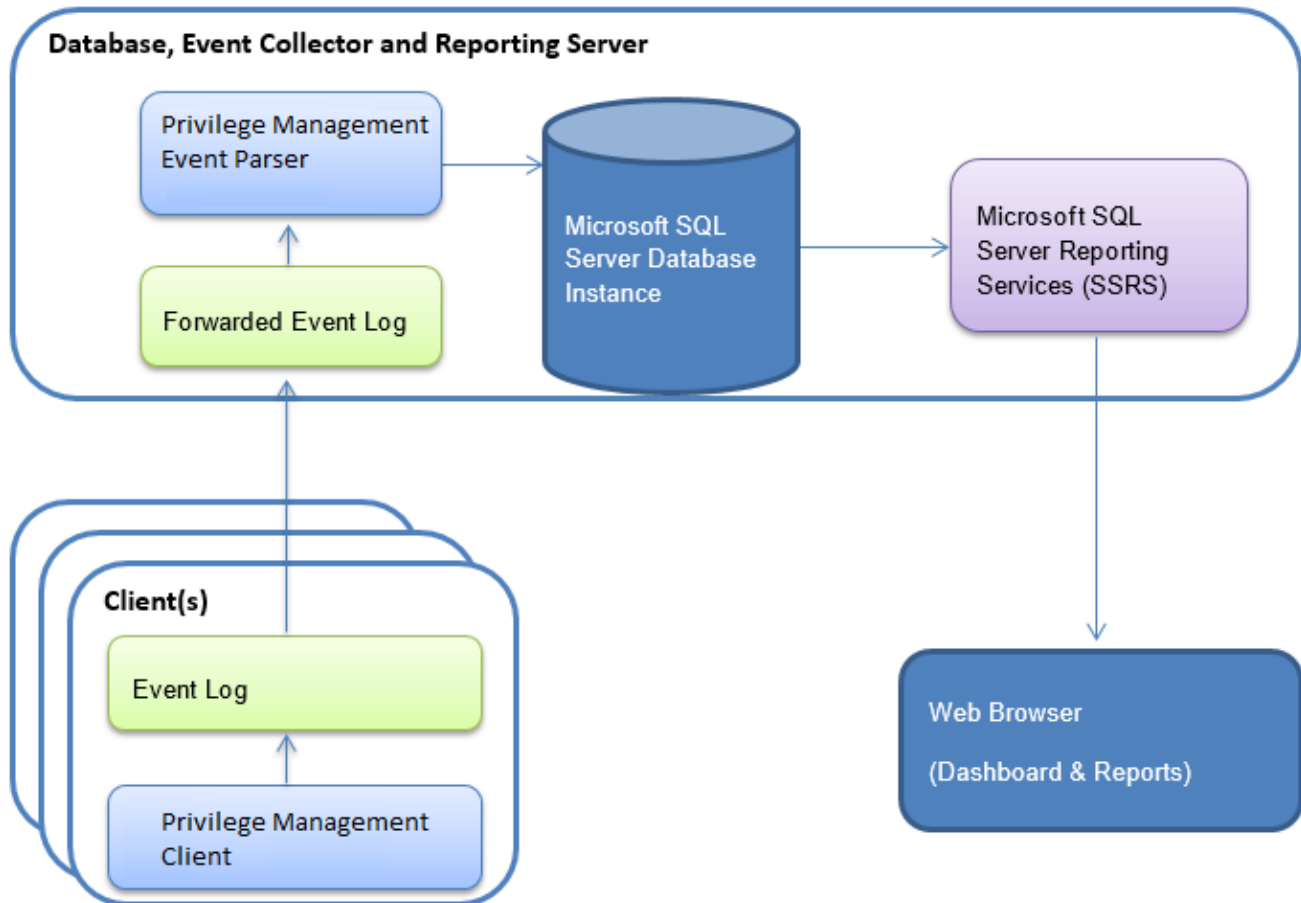 Database, Event Collector and Reporting Server
Privilege Management
Event Parser
Forwarded Event Log
Microsoft SQL
Server Database
Instance
Microsoft SQL
Server Reporting
Services (SSRS)
Client(s)
Event Log
Privilege Management
Client
Web Browser
(Dashboard & Reports)